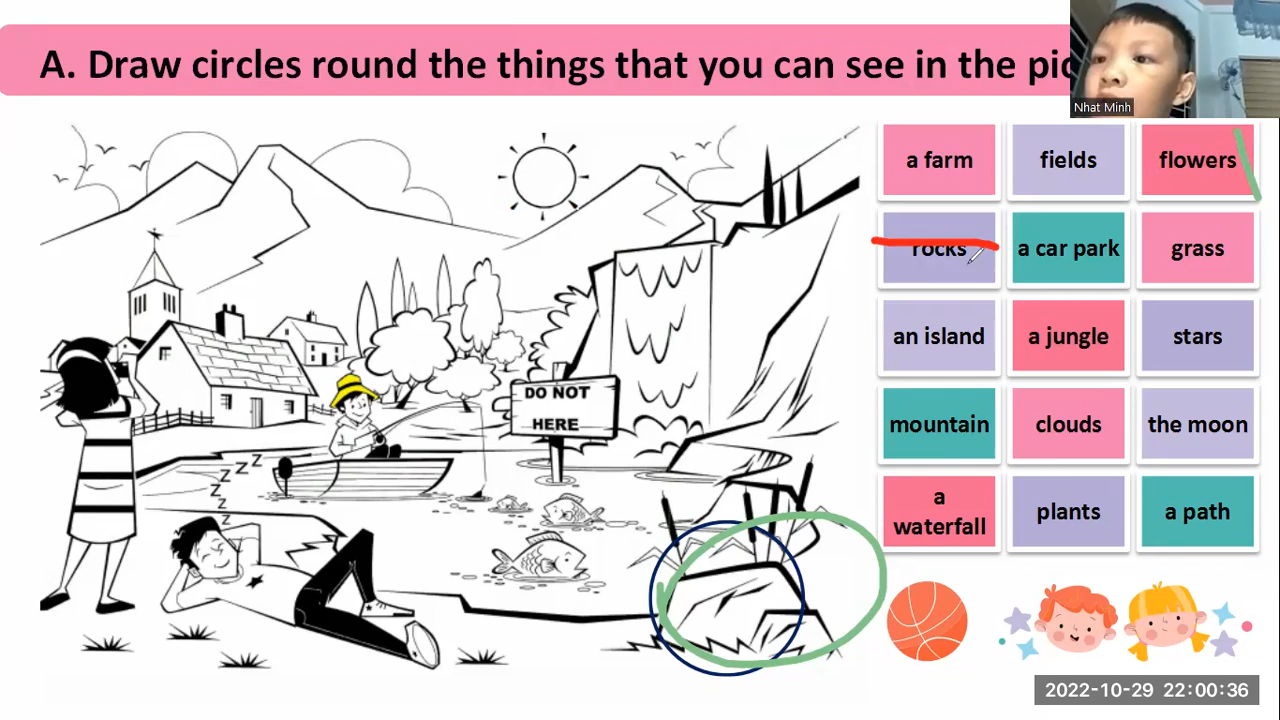 A. Draw circles round the things that you can see in the pic
Nhat Minh
a farm
fields
flowers
rocks
a car park
grass
an island
a jungle
stars
mountain
clouds
the moon
a
waterfall
plants
a path
DO NOT
HERE
z z z
z
z
z
z
2022-10-29 22:00:36